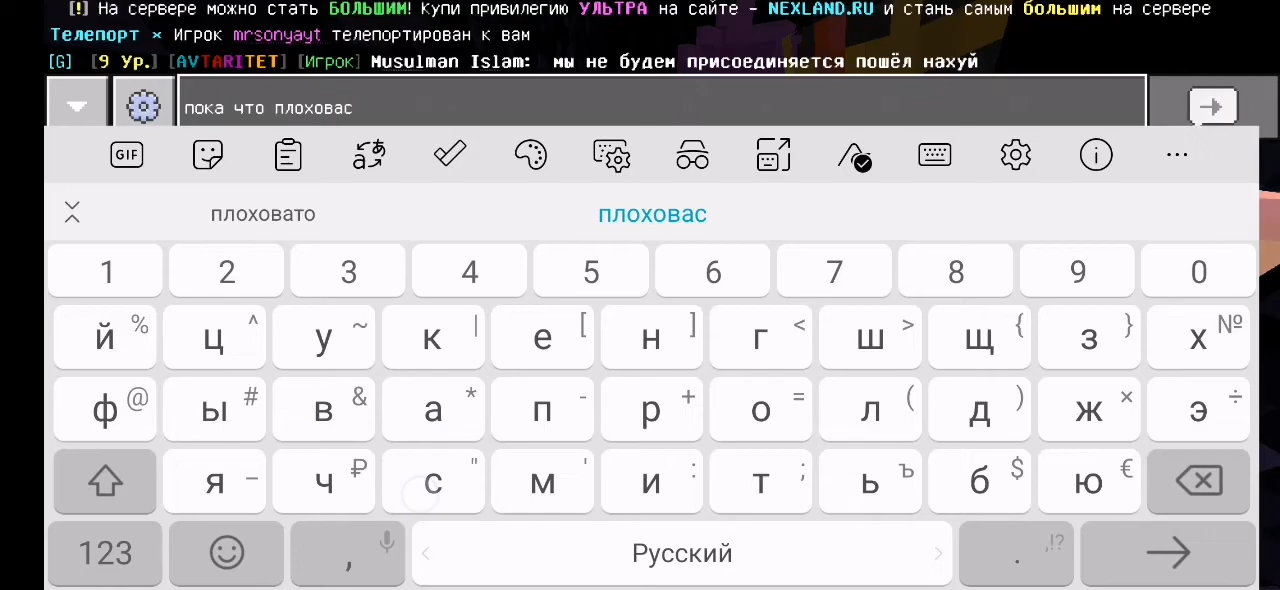 [!] На сервере можно стать БОЛЬШИМ! Купи привилегию УЛЬТРА на сайте - NEXLAND.RU и стань самым большим на сервере
Телепорт × Игрок mrsonyayt телепортирован к вам
[G] [9 Ур.] [AVTARITET] [Игрок] Musulman Islam: мы не будем присоединяется пошёл нахуй
пока что плоховас
GIF
плоховато плоховас
1 2 3 4 5 6 7 8 9 0
й % ц ^ у ~ к | е [ н ] г < ш > щ { з } х №
ф @ ы # в & а * п - р + о = л ( д ) ж × э ÷
я _ ч ₽ с " м ' и : т ; ь ъ б $ ю €
123 , Русский . ,!?